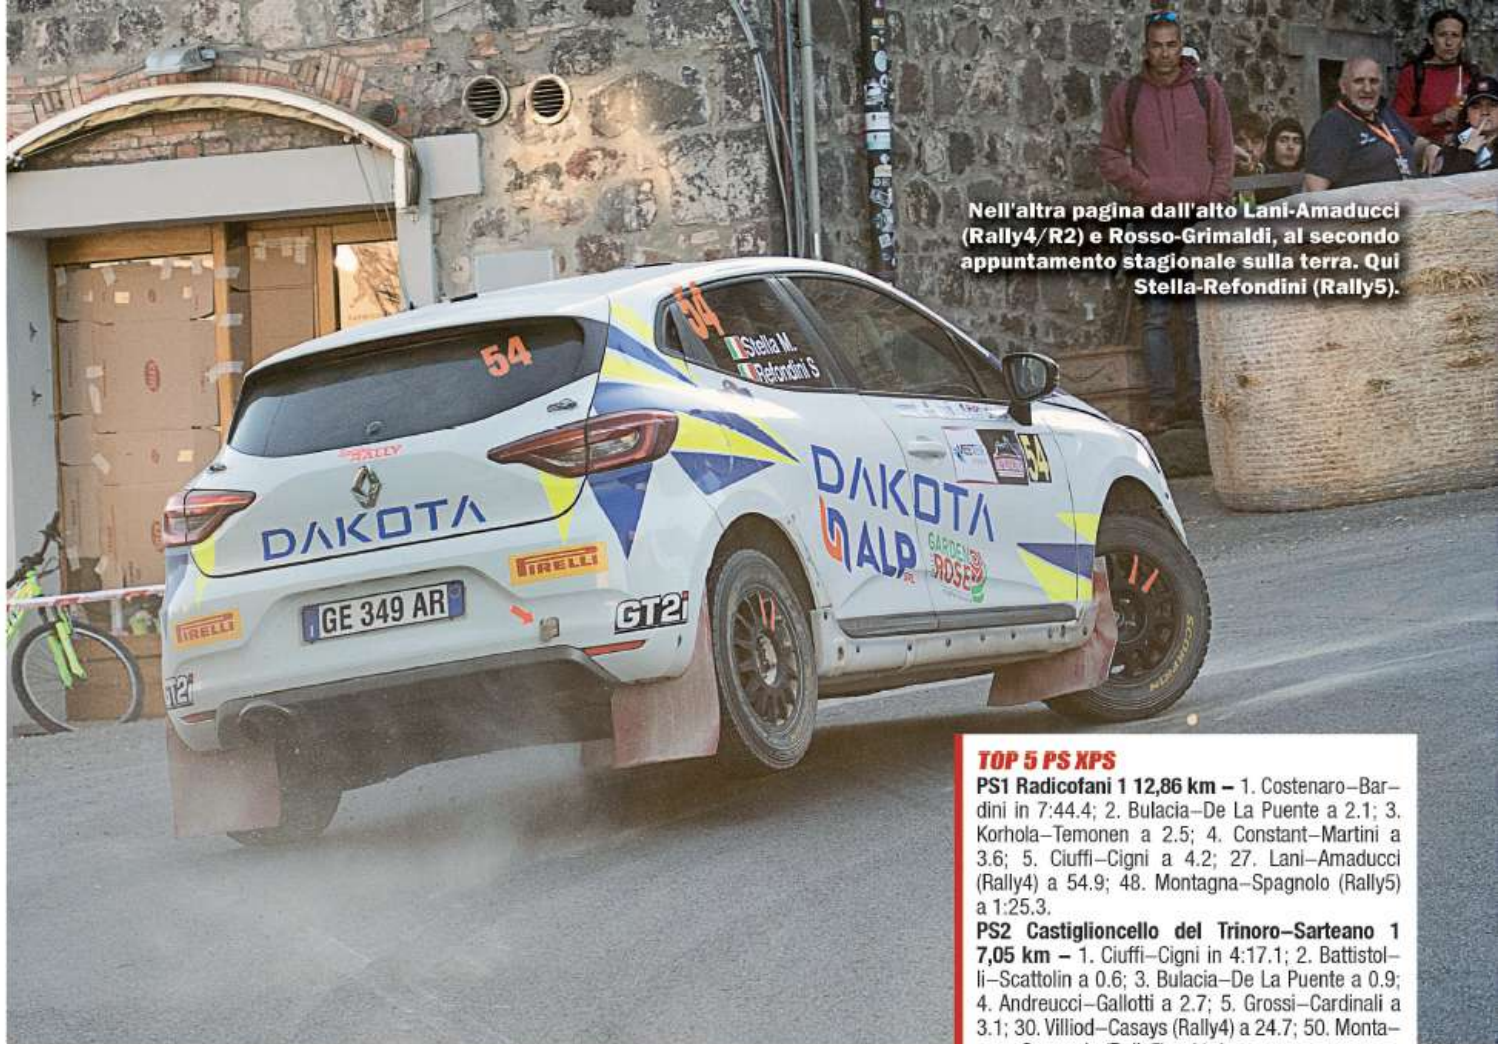 Nell'altra pagina dall'alto Lani-Amaducci
(Rally4/R2) e Rosso-Grimaldi, al secondo
appuntamento stagionale sulla terra. Qui
Stella-Refondini (Rally5).
54
54
Stella M.
Refondini S
RALLY
DAKOTA
DAKOTA
ALP
GARDEN
ROSE
54
PIRELLI
PIRELLI
GE 349 AR
GT2i
T2i
SCORPION
TOP 5 PS XPS
PS1 Radicofani 1 12,86 km – 1. Costenaro–Bar–
dini in 7:44.4; 2. Bulacia–De La Puente a 2.1; 3.
Korhola–Temonen a 2.5; 4. Constant–Martini a
3.6; 5. Ciuffi–Cigni a 4.2; 27. Lani–Amaducci
(Rally4) a 54.9; 48. Montagna–Spagnolo (Rally5)
a 1:25.3.
PS2 Castiglioncello del Trinoro–Sarteano 1
7,05 km – 1. Ciuffi–Cigni in 4:17.1; 2. Battistol–
li–Scattolin a 0.6; 3. Bulacia–De La Puente a 0.9;
4. Andreucci–Gallotti a 2.7; 5. Grossi–Cardinali a
3.1; 30. Villiod–Casays (Rally4) a 24.7; 50. Monta–